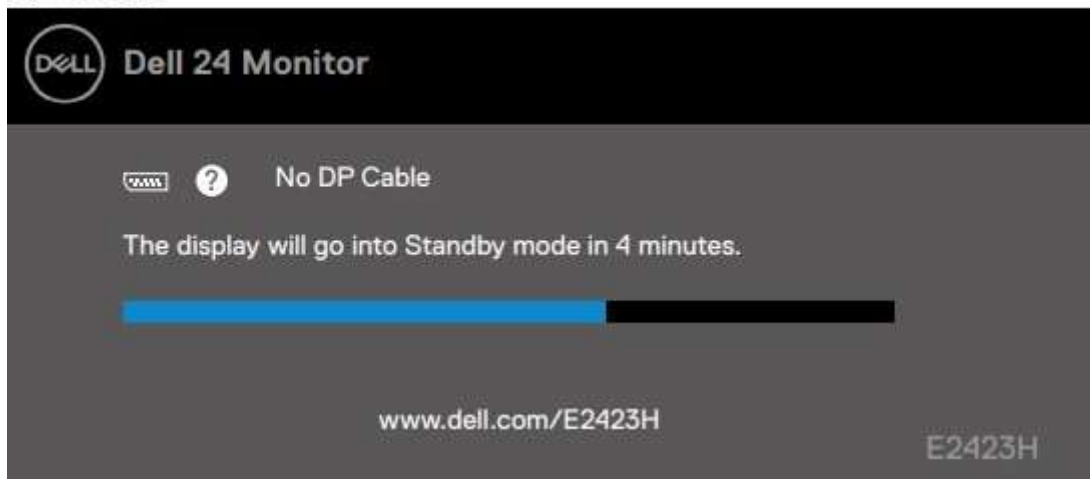 DELL Dell 24 Monitor
? No DP Cable
The display will go into Standby mode in 4 minutes.
www.dell.com/E2423H
E2423H